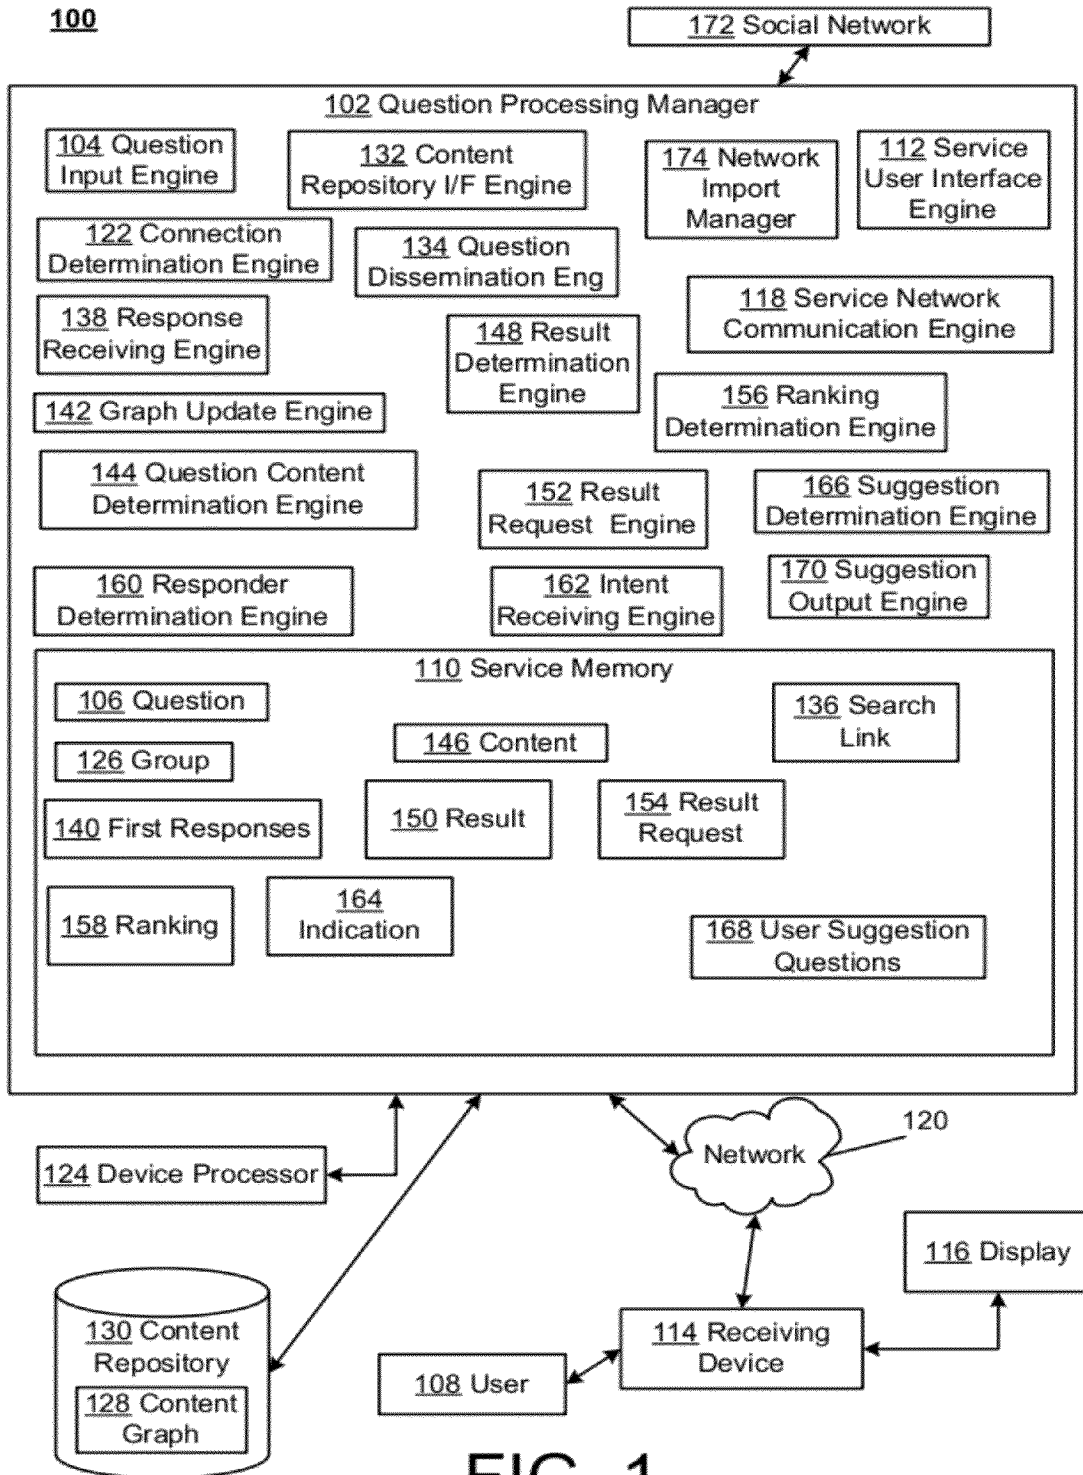 100
172 Social Network
102 Question Processing Manager
104 Question
Input Engine
132 Content
Repository I/F Engine
174 Network
Import
Manager
112 Service
User Interface
Engine
122 Connection
Determination Engine
134 Question
Dissemination Eng
118 Service Network
Communication Engine
138 Response
Receiving Engine
148 Result
Determination
Engine
156 Ranking
Determination Engine
142 Graph Update Engine
144 Question Content
Determination Engine
152 Result
Request Engine
166 Suggestion
Determination Engine
160 Responder
Determination Engine
162 Intent
Receiving Engine
170 Suggestion
Output Engine
110 Service Memory
106 Question
136 Search
Link
146 Content
126 Group
140 First Responses
150 Result
154 Result
Request
158 Ranking
164
Indication
168 User Suggestion
Questions
120
Network
124 Device Processor
116 Display
130 Content
Repository
128 Content
Graph
114 Receiving
Device
108 User
FIG. 1